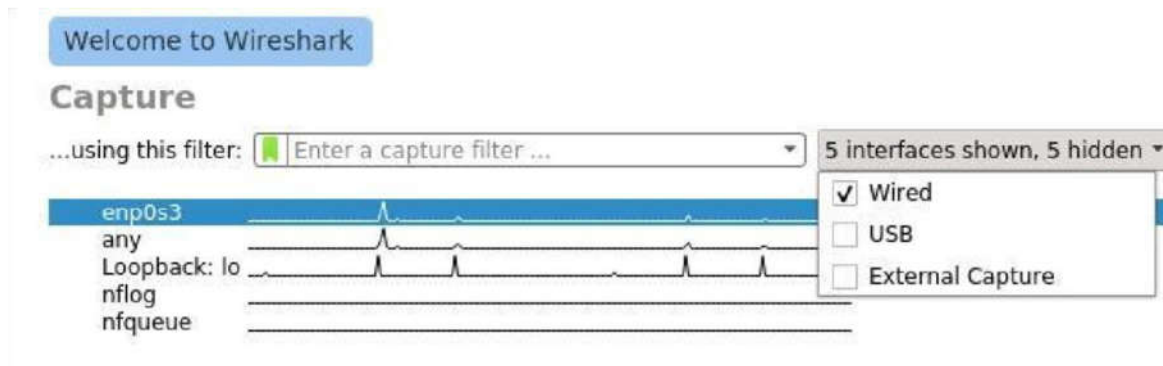 Welcome to Wireshark
Capture
...using this filter: Enter a capture filter ... 5 interfaces shown, 5 hidden
Wired
enp0s3
USB
any
Loopback: lo
External Capture
nflog
nfqueue